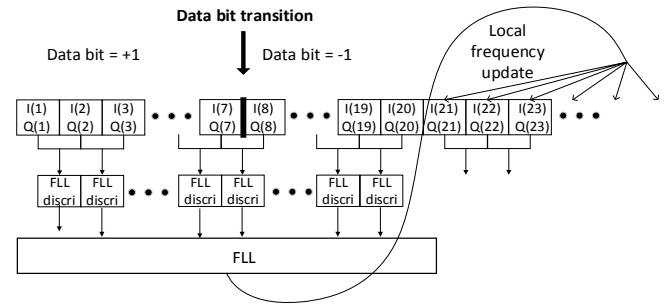 Data bit transition
Data bit = +1
Data bit = -1
Local
frequency
update
I(1) I(2) I(3) I(7) I(8) I(19) I(20) I(21) I(22) I(23)
Q(1) Q(2) Q(3) Q(7) Q(8) Q(19) Q(20) Q(21) Q(22) Q(23)
FLL FLL FLL FLL FLL FLL
discri discri discri discri discri discri
FLL